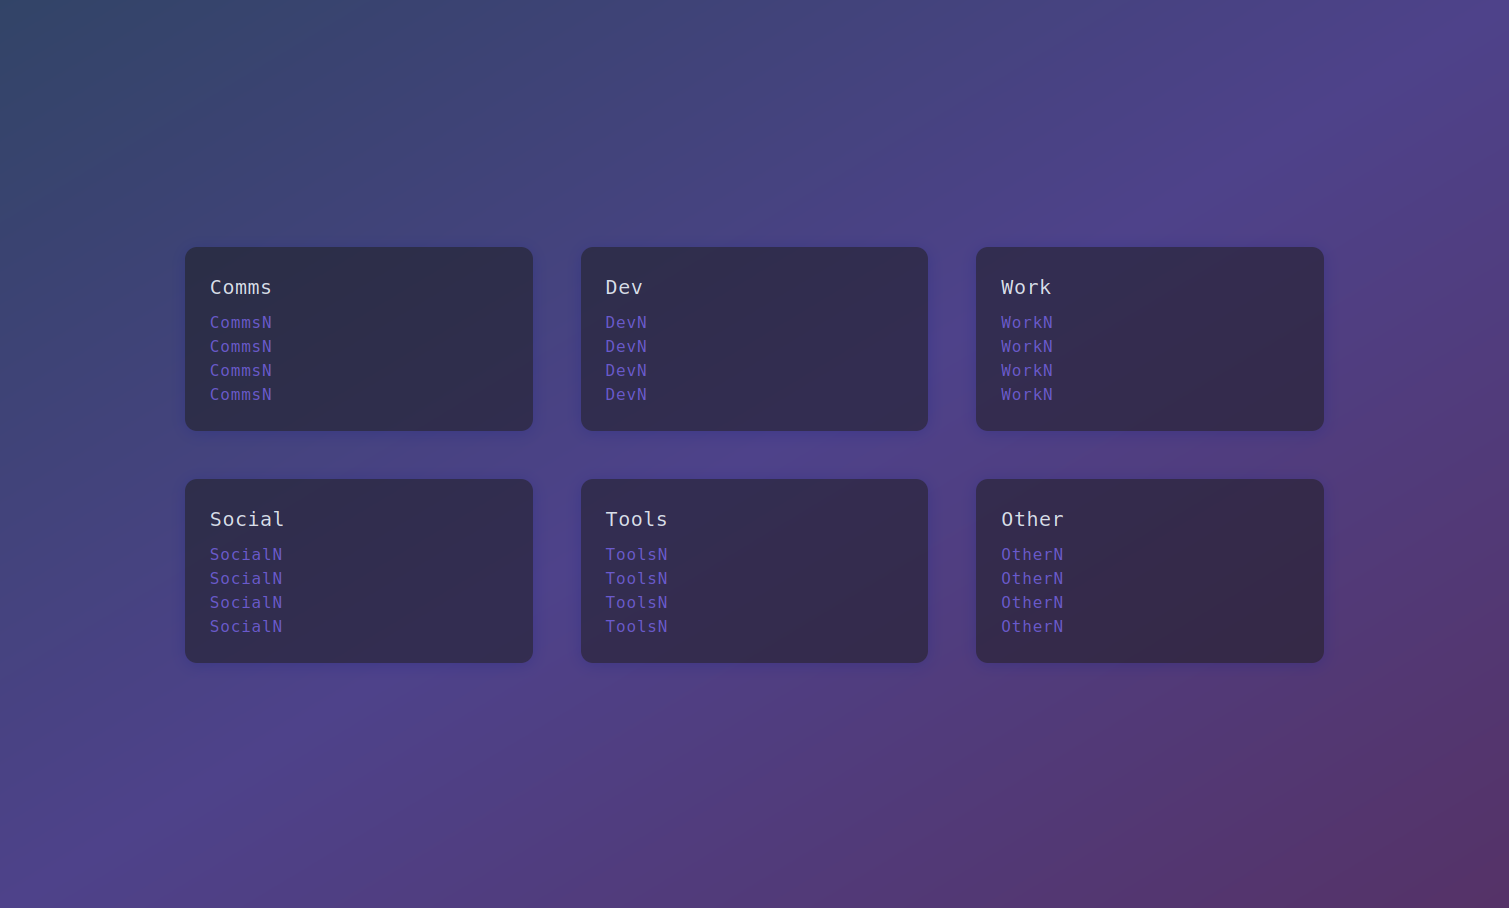 Comms
CommsN
CommsN
CommsN
CommsN
Dev
DevN
DevN
DevN
DevN
Work
WorkN
WorkN
WorkN
WorkN
Social
SocialN
SocialN
SocialN
SocialN
Tools
ToolsN
ToolsN
ToolsN
ToolsN
Other
OtherN
OtherN
OtherN
OtherN